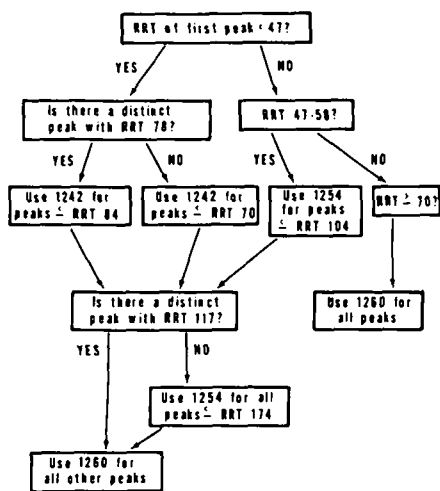 RRT of first peak < 47?
YES
NO
Is there a distinct
peak with RRT 78?
RRT 47-58?
YES
NO
YES
NO
Use 1242 for
peaks ≤ RRT 84
Use 1242 for
peaks ≤ RRT 70
Use 1254
for peaks
≤ RRT 104
RRT ≥ 70?
Is there a distinct
peak with RRT 117?
Use 1260 for
all peaks
YES
NO
Use 1254 for all
peaks ≤ RRT 174
Use 1260 for
all other peaks